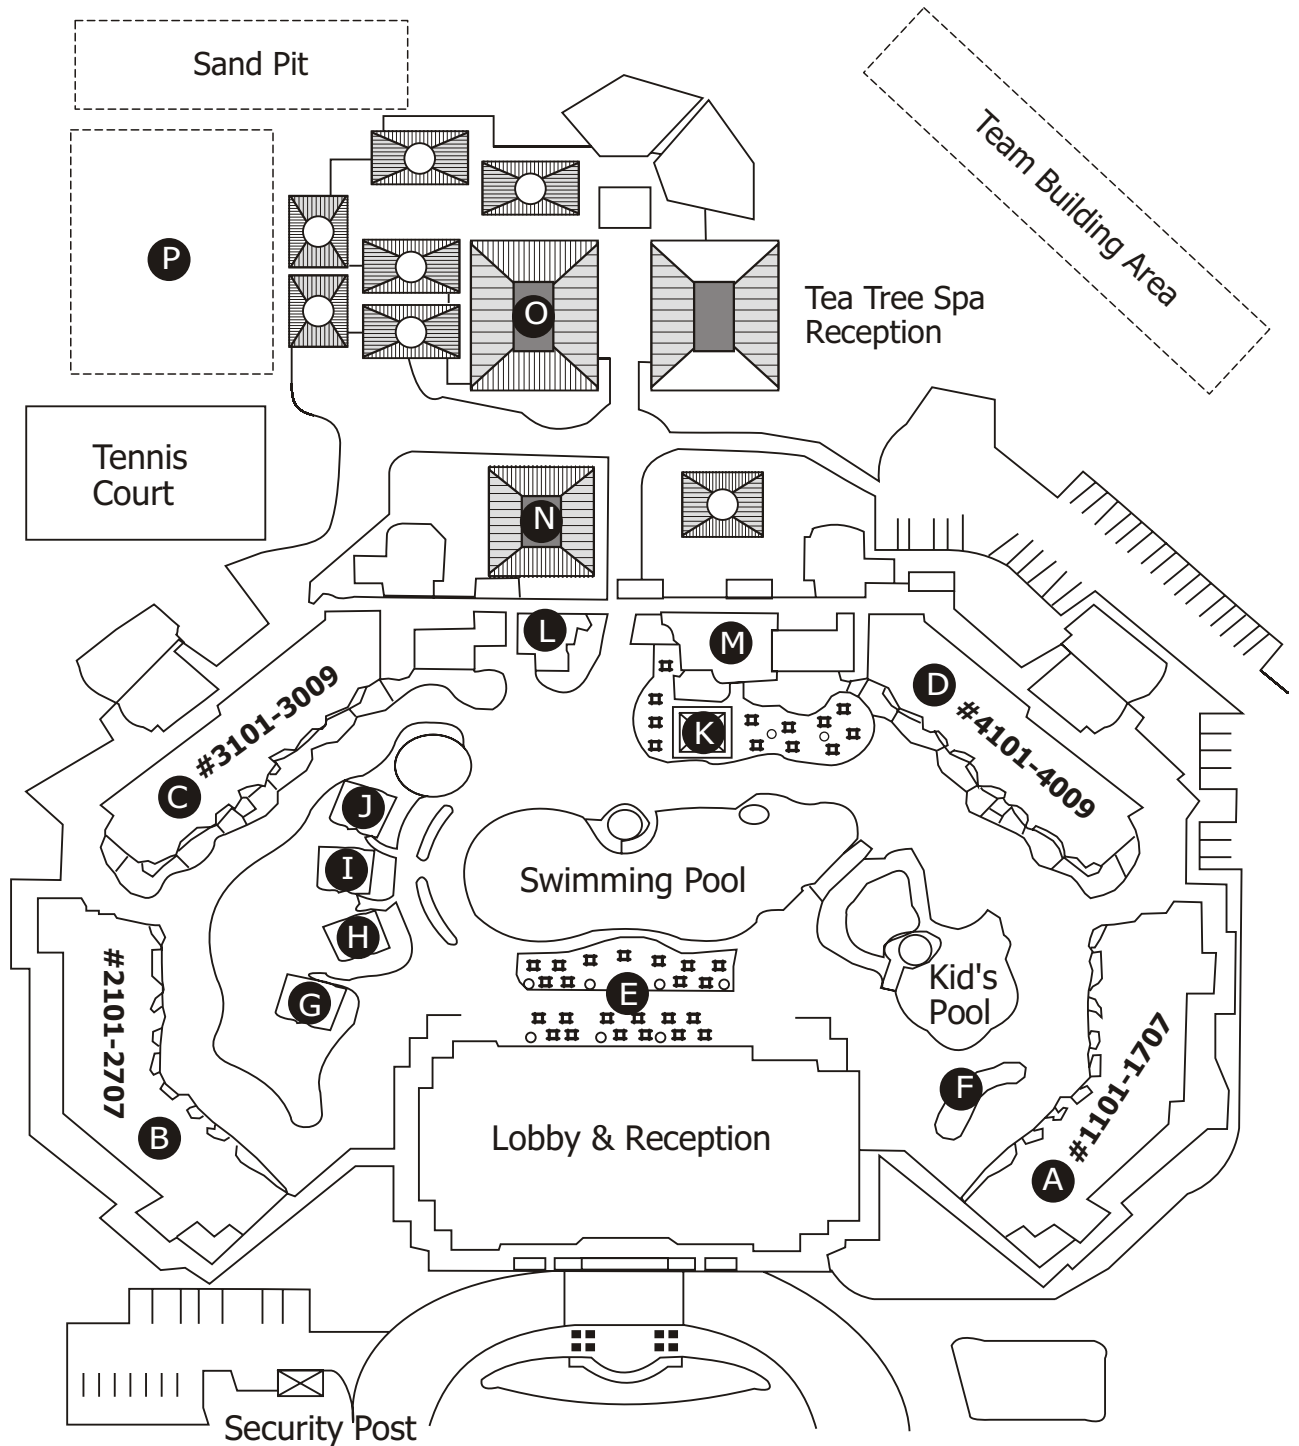 Sand Pit
Team Building Area
P
O
Tea Tree Spa
Reception
Tennis
Court
N
L
M
D
#4101-4009
#3101-3009
C
K
J
I
H
G
Swimming Pool
E
Kid's
Pool
F
#2101-2707
B
#1101-1707
A
Lobby & Reception
Security Post